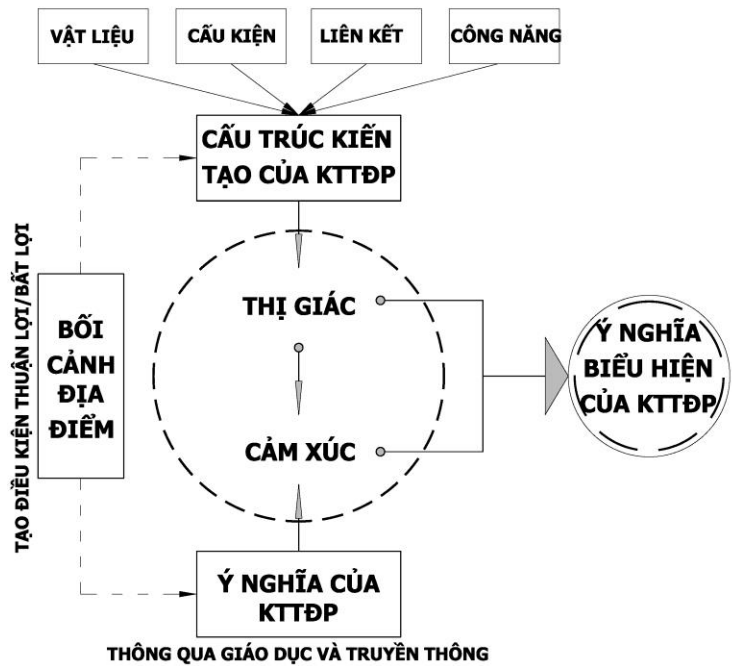 VẬT LIỆU
CẤU KIỆN
LIÊN KẾT
CÔNG NĂNG
CẤU TRÚC KIẾN
TẠO CỦA KTTĐP
TẠO ĐIỀU KIỆN THUẬN LỢI/BẤT LỢI
BỐI
CẢNH
ĐỊA
ĐIỂM
THỊ GIÁC
CẢM XÚC
Ý NGHĨA
BIỂU HIỆN
CỦA KTTĐP
Ý NGHĨA CỦA
KTTĐP
THÔNG QUA GIÁO DỤC VÀ TRUYỀN THÔNG